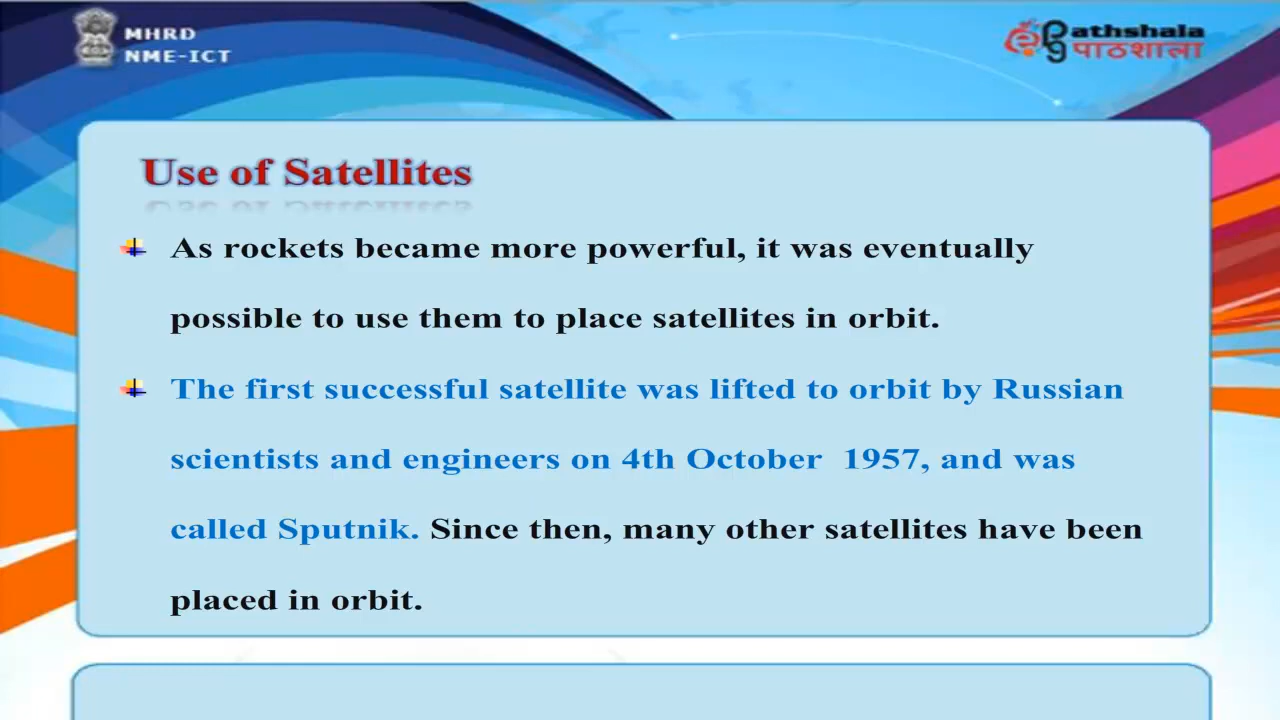 MHRD
NME-ICT
e pg athshala
पाठशाला
Use of Satellites
As rockets became more powerful, it was eventually
possible to use them to place satellites in orbit.
The first successful satellite was lifted to orbit by Russian
scientists and engineers on 4th October 1957, and was
called Sputnik. Since then, many other satellites have been
placed in orbit.